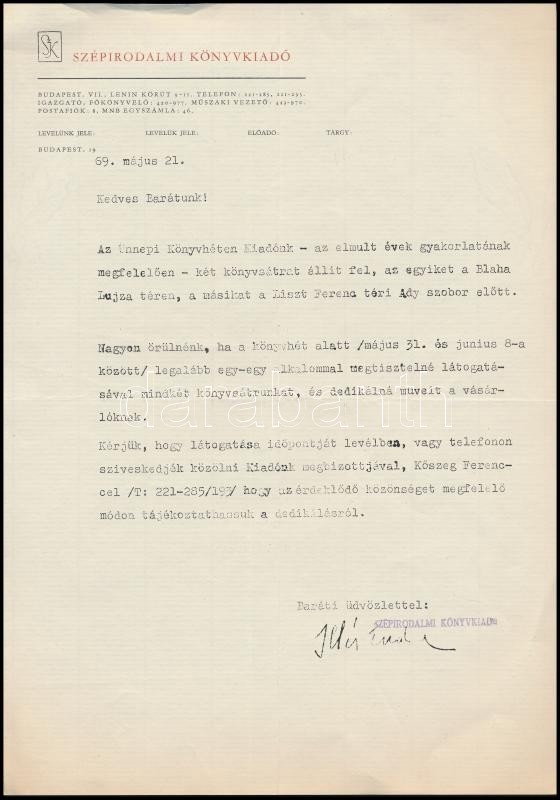 SzK
SZÉPIRODALMI KÖNYVKIADÓ
BUDAPEST, VII., LENIN KÖRÚT 9-11. TELEFON: 221-285, 221-295.
IGAZGATÓ, FŐKÖNYVELŐ: 420-977. MŰSZAKI VEZETŐ: 422-970.
POSTAFIÓK: 8, MNB EGYSZÁMLA: 46.
LEVELÜNK JELE: LEVELÜK JELE: ELŐADÓ: TÁRGY:
BUDAPEST, 19
69. május 21.
Kedves Barátunk!
Az Ünnepi Könyvhéten Kiadónk - az elmult évek gyakorlatának
megfelelően - két könyvsátrat állit fel, az egyiket a Blaha
Lujza téren, a másikat a Liszt Ferenc téri Ady szobor előtt.
Nagyon örülnénk, ha a könyvhét alatt /május 31. és junius 8-a
között/ legalább egy-egy alkalommal megtisztelné látogatá-
sával mindkét könyvsátrunkat, és dedikálná müveit a vásár-
lóknak.
darabanth
Kérjük, hogy látogatása időpontját levélben, vagy telefonon
sziveskedjék közölni Kiadónk megbizottjával, Kőszeg Ferenc-
cel /T: 221-285/193/ hogy az érdeklődő közönséget megfelelő
módon tájékoztathassuk a dedikálásról.
Baráti üdvözlettel:
SZÉPIRODALMI KÖNYVKIADÓ
Illés Endre